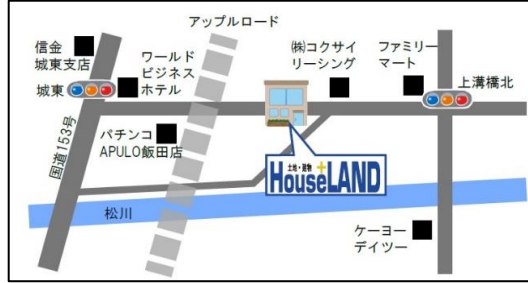 アップルロード
信金
城東支店
ワールド
ビジネス
ホテル
㈱コクサイ
リーシング
ファミリー
マート
城東
上溝橋北
国道153号
パチンコ
APULO飯田店
土地・建物
HouseLAND
松川
ケーヨー
デイツー